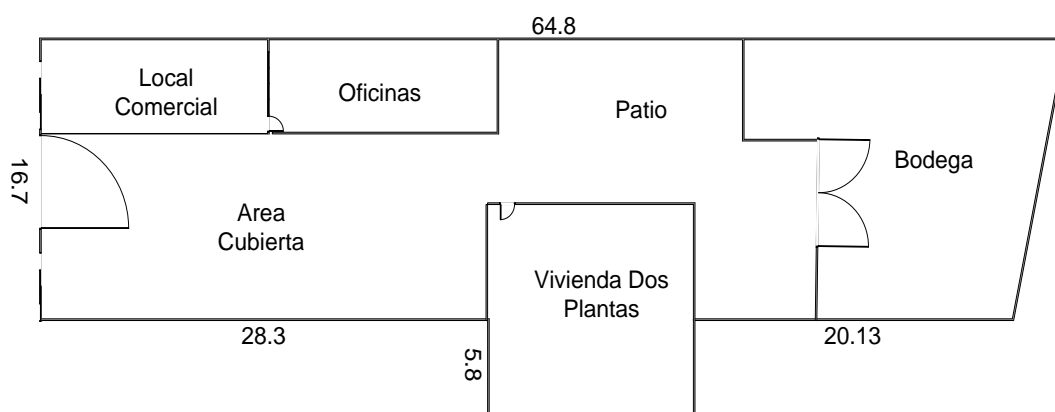 64.8
Local
Comercial
Oficinas
Patio
Bodega
16.7
Area
Cubierta
Vivienda Dos
Plantas
28.3
5.8
20.13